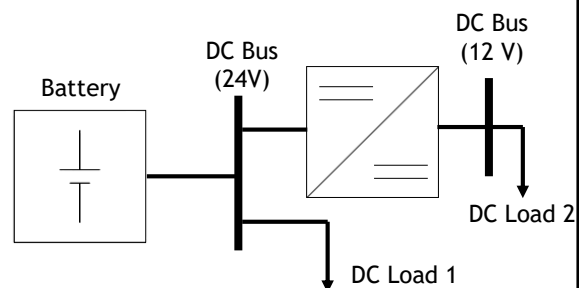 Battery
DC Bus
(24V)
DC Bus
(12 V)
DC Load 2
DC Load 1